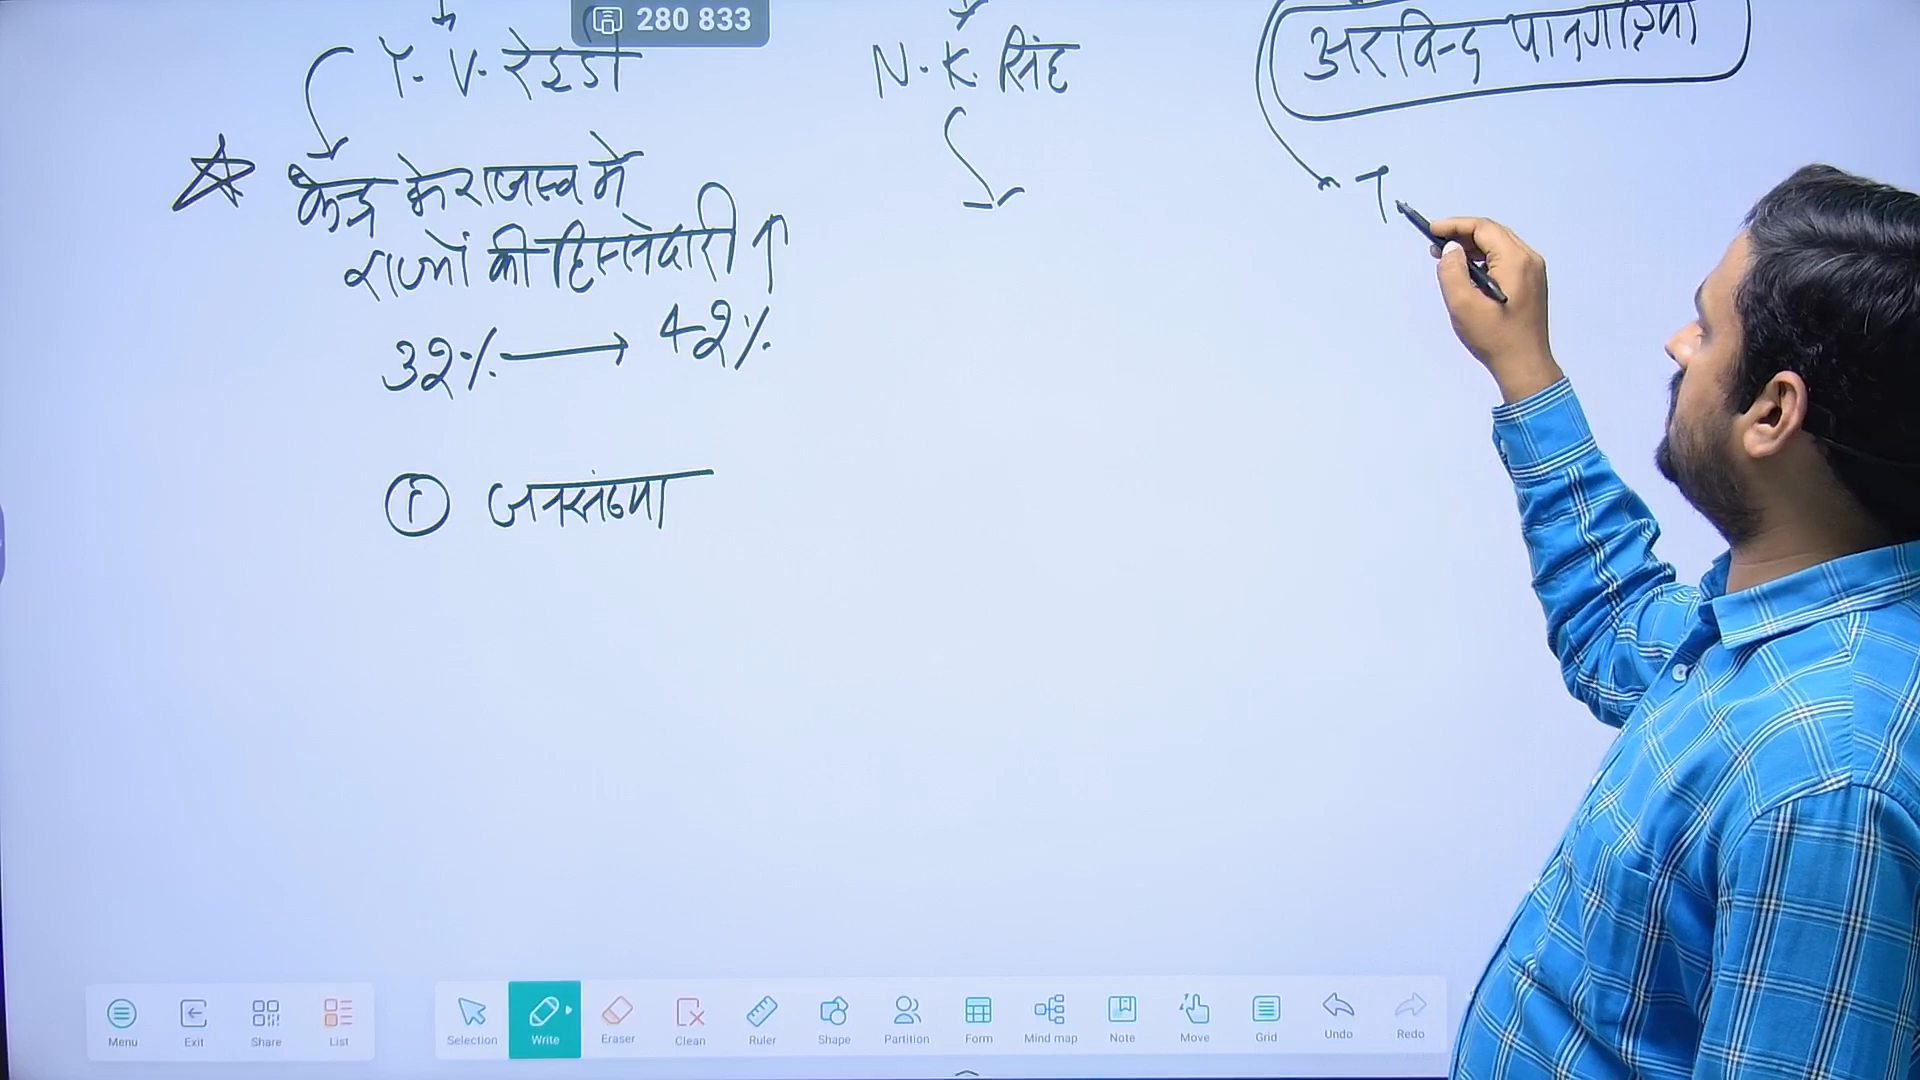 280 833
Y. V. रेड्डी
N. K. सिंह
अरविन्द पानगड़िया
केन्द्र के राजस्व में
राज्यों की हिस्सेदारी ↑
32% → 42%
① जनसंख्या
Menu Exit Share List Selection Write Eraser Clean Ruler Shape Partition Form Mind map Note Move Grid Undo Redo